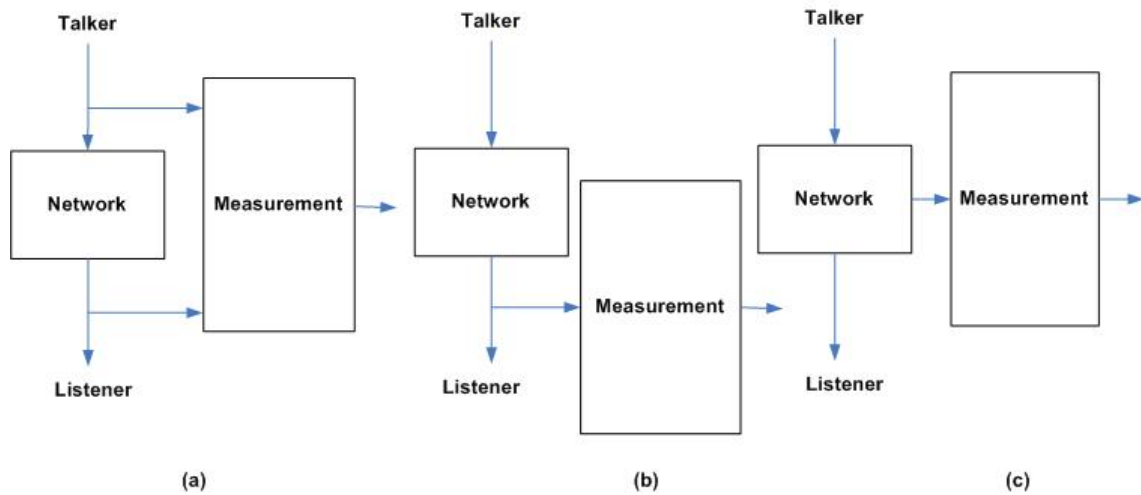 Talker
Network
Measurement
Listener
(a)
Talker
Network
Measurement
Listener
(b)
Talker
Network
Measurement
Listener
(c)